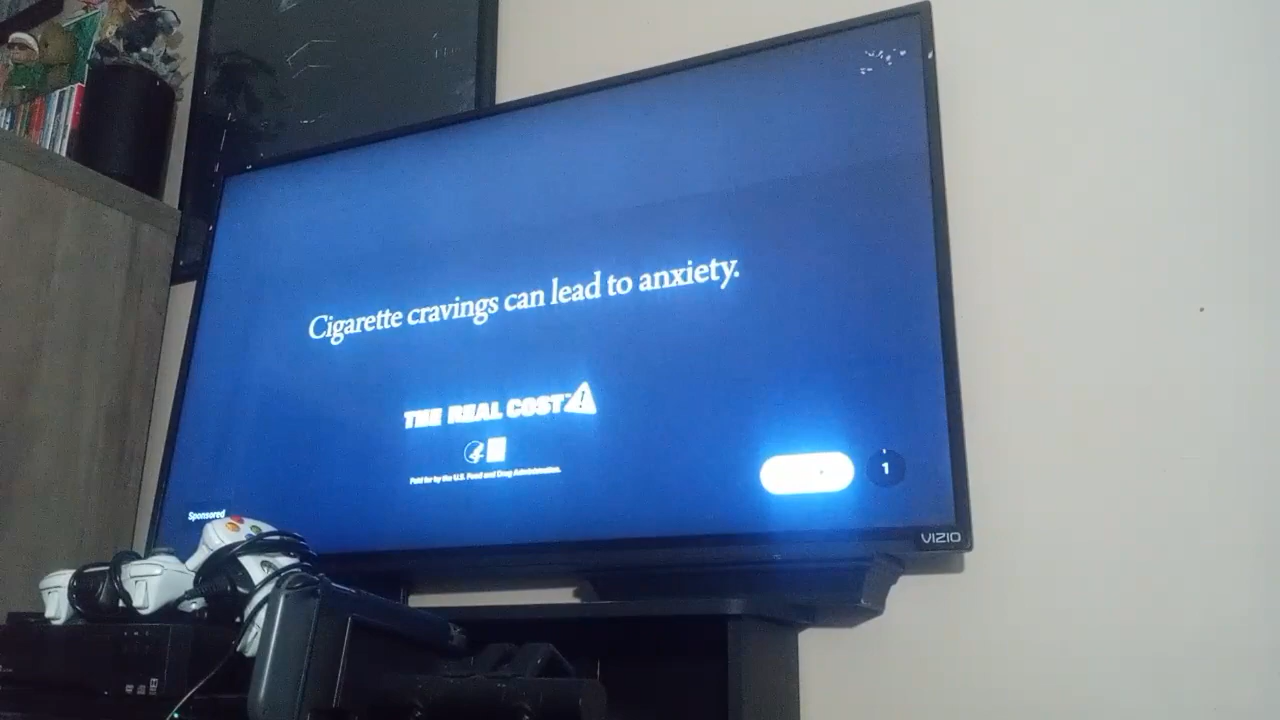 Cigarette cravings can lead to anxiety.
THE REAL COST
Paid for by the U.S. Food and Drug Administration.
1
Sponsored
VIZIO